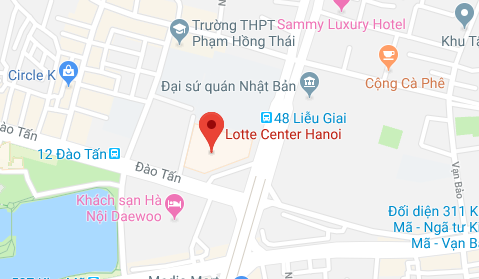 Sammy Luxury Hotel
Trường THPT
Phạm Hồng Thái
Khu T
Circle K
Đại sứ quán Nhật Bản
Cộng Cà Phê
48 Liễu Giai
Lotte Center Hanoi
Đào Tấn
12 Đào Tấn
Đào Tấn
Vạn Bảo
Khách sạn Hà
Nội Daewoo
Đối diện 311 K
Mã - Ngã tư K
Mã - Vạn B